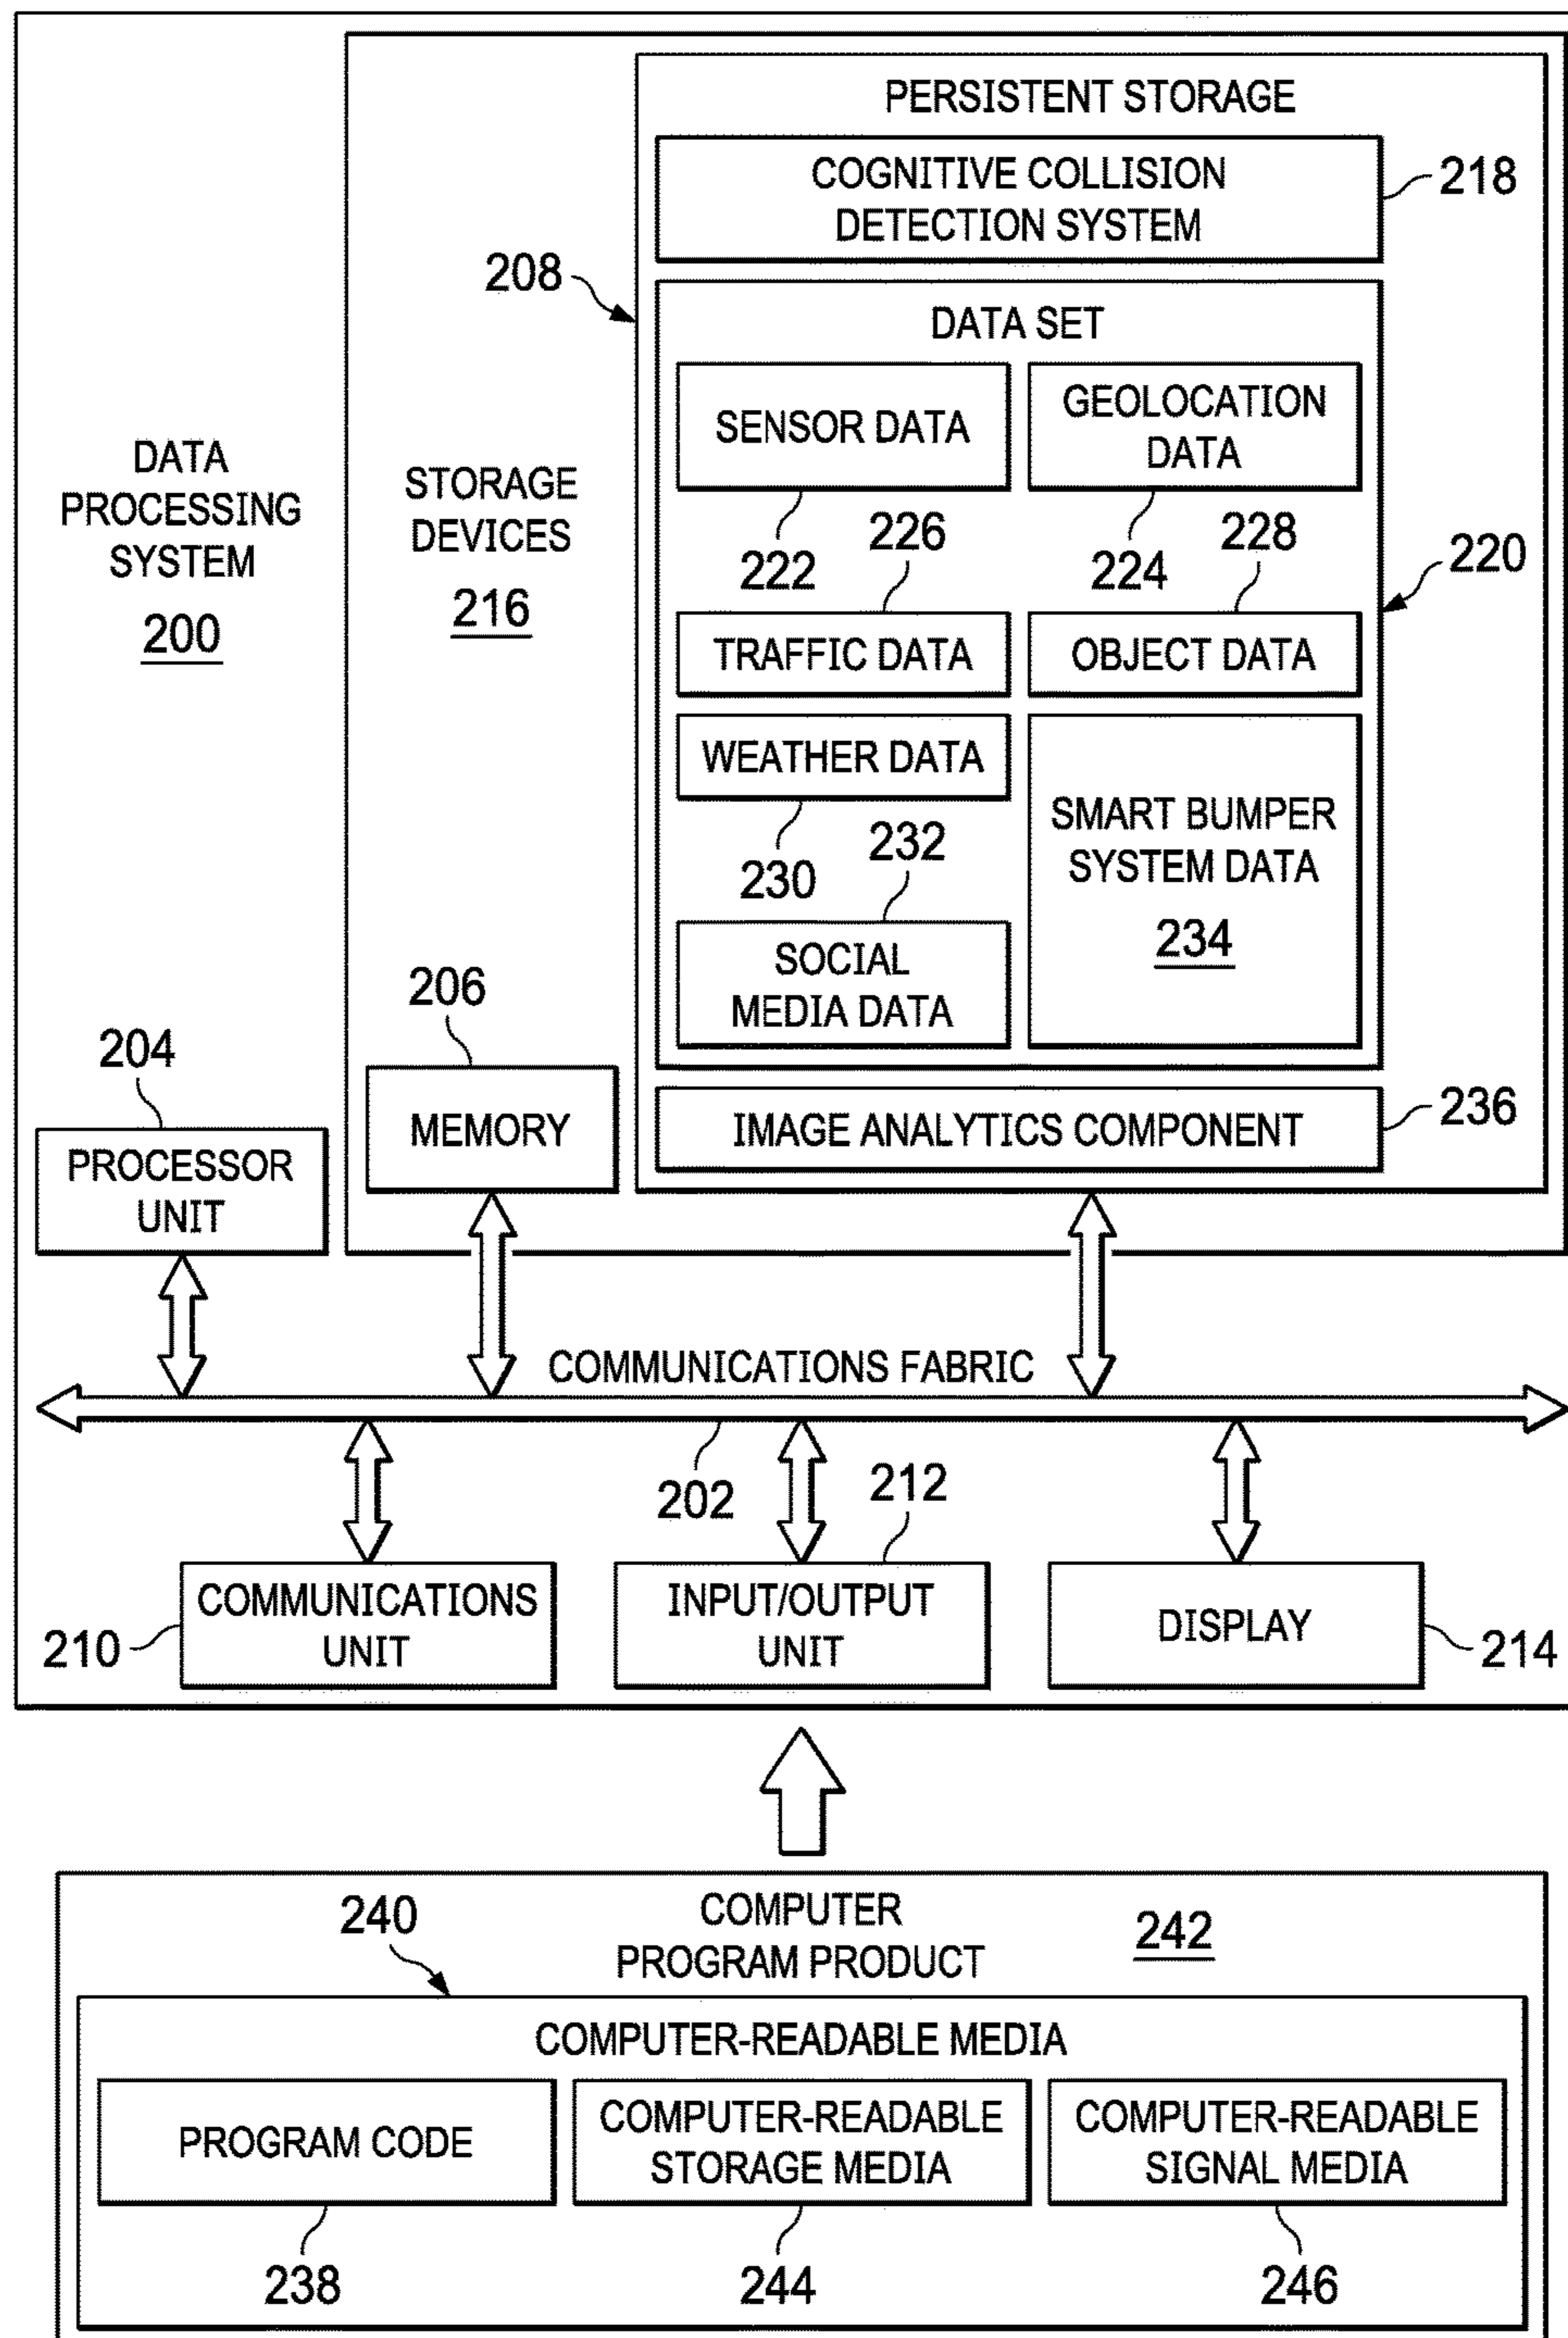 PERSISTENT STORAGE
COGNITIVE COLLISION
DETECTION SYSTEM
218
208
DATA SET
SENSOR DATA
GEOLOCATION
DATA
DATA
PROCESSING
SYSTEM
200
STORAGE
DEVICES
216
222
226
224
228
220
TRAFFIC DATA
OBJECT DATA
WEATHER DATA
230
232
SMART BUMPER
SYSTEM DATA
234
SOCIAL
MEDIA DATA
206
204
MEMORY
IMAGE ANALYTICS COMPONENT
236
PROCESSOR
UNIT
COMMUNICATIONS FABRIC
202
212
COMMUNICATIONS
UNIT
210
INPUT/OUTPUT
UNIT
DISPLAY
214
240
COMPUTER
PROGRAM PRODUCT
242
COMPUTER-READABLE MEDIA
PROGRAM CODE
COMPUTER-READABLE
STORAGE MEDIA
COMPUTER-READABLE
SIGNAL MEDIA
238
244
246